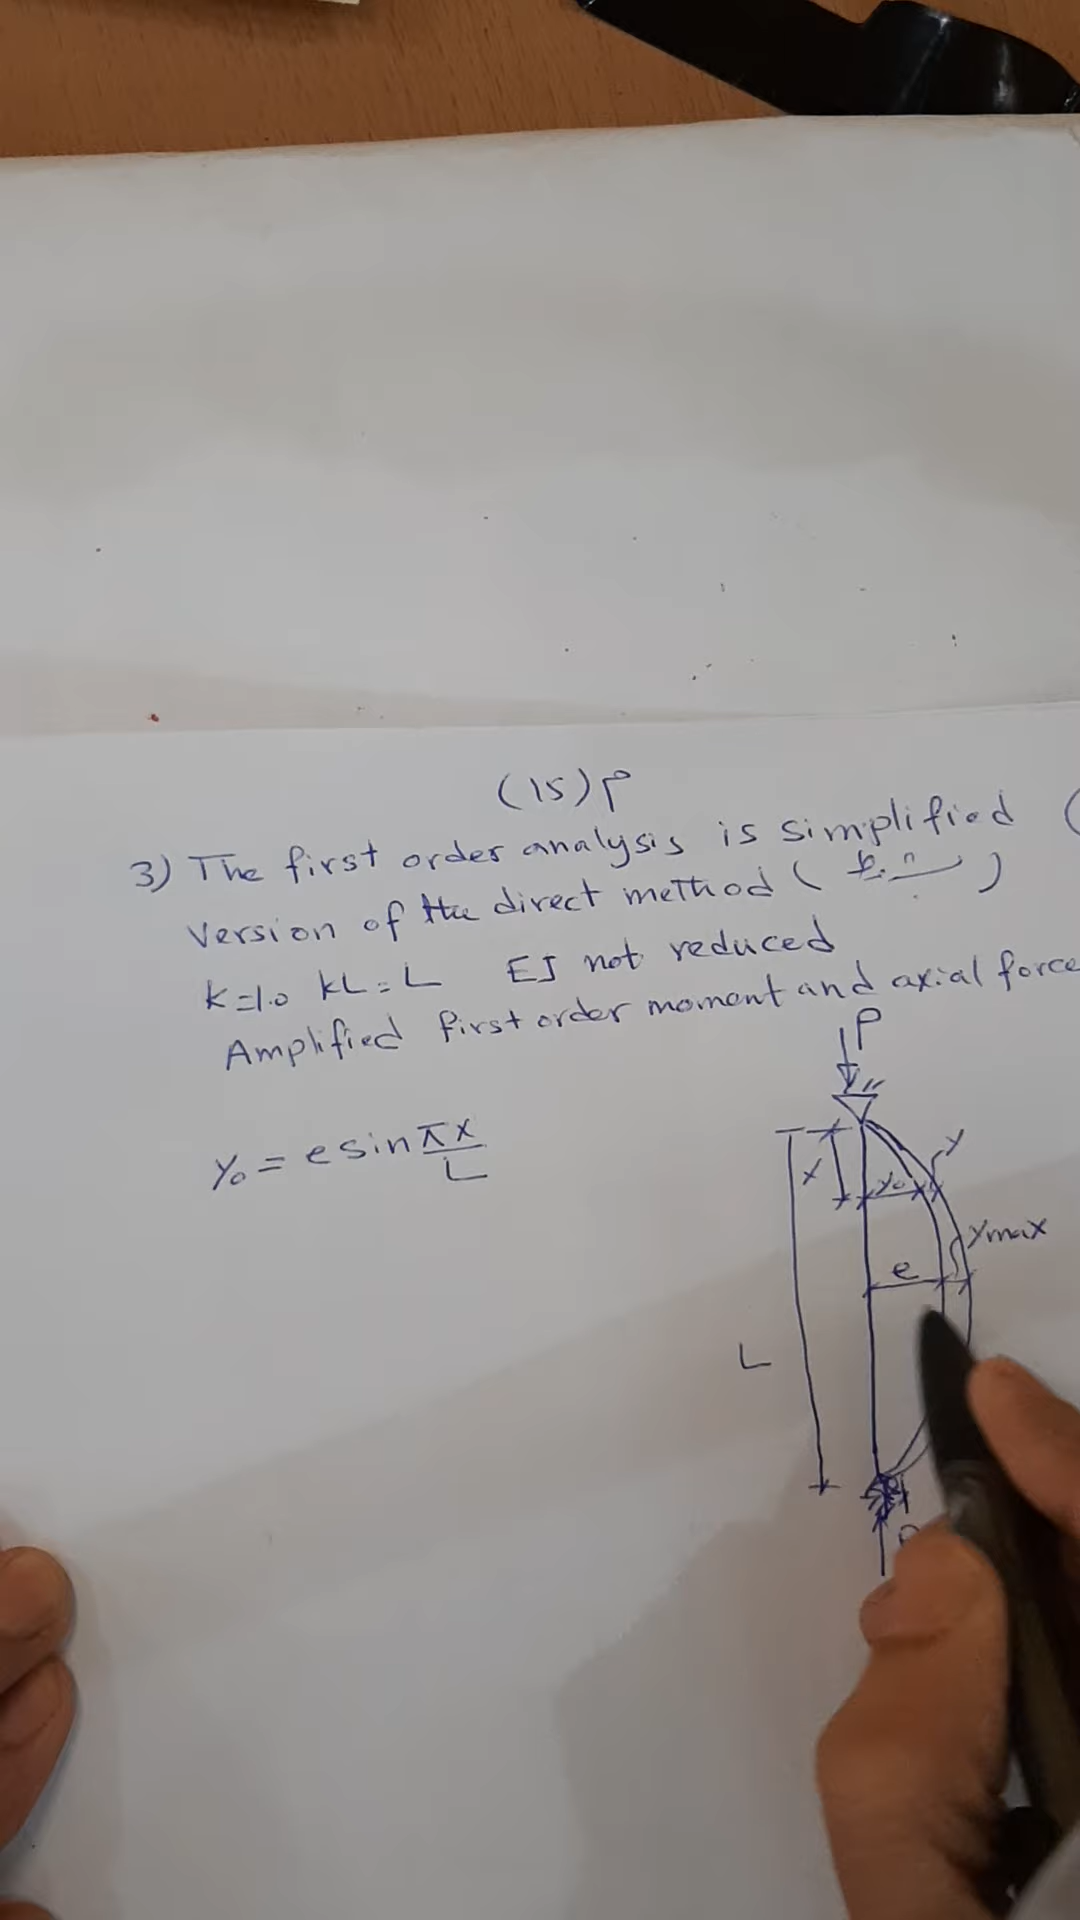 (15)م
3) The first order analysis is simplified (
version of the direct method (
k=1.0 kL=L EI not reduced
Amplified first order moment and axial force
P
y₀ = e sin πx/L
x
y₀
y
ymax
e
L